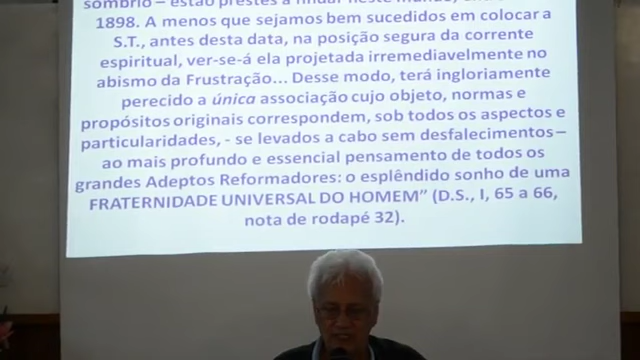 sombrio – estão prestes a findar neste mundo, 
1898. A menos que sejamos bem sucedidos em colocar a
S.T., antes desta data, na posição segura da corrente
espiritual, ver-se-á ela projetada irremediavelmente no
abismo da Frustração... Desse modo, terá ingloriamente
perecido a única associação cujo objeto, normas e
propósitos originais correspondem, sob todos os aspectos e
particularidades, - se levados a cabo sem desfalecimentos –
ao mais profundo e essencial pensamento de todos os
grandes Adeptos Reformadores: o esplêndido sonho de uma
FRATERNIDADE UNIVERSAL DO HOMEM” (D.S., I, 65 a 66,
nota de rodapé 32).